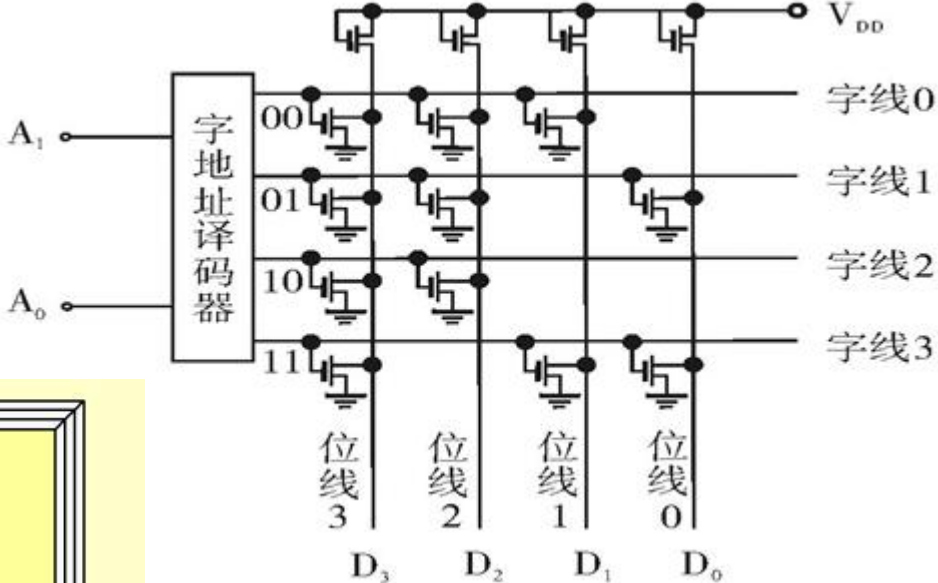 V_DD
字线0
00
A₁
字地址译码器
字线1
01
字线2
10
A₀
字线3
11
位线3
位线2
位线1
位线0
D₃
D₂
D₁
D₀